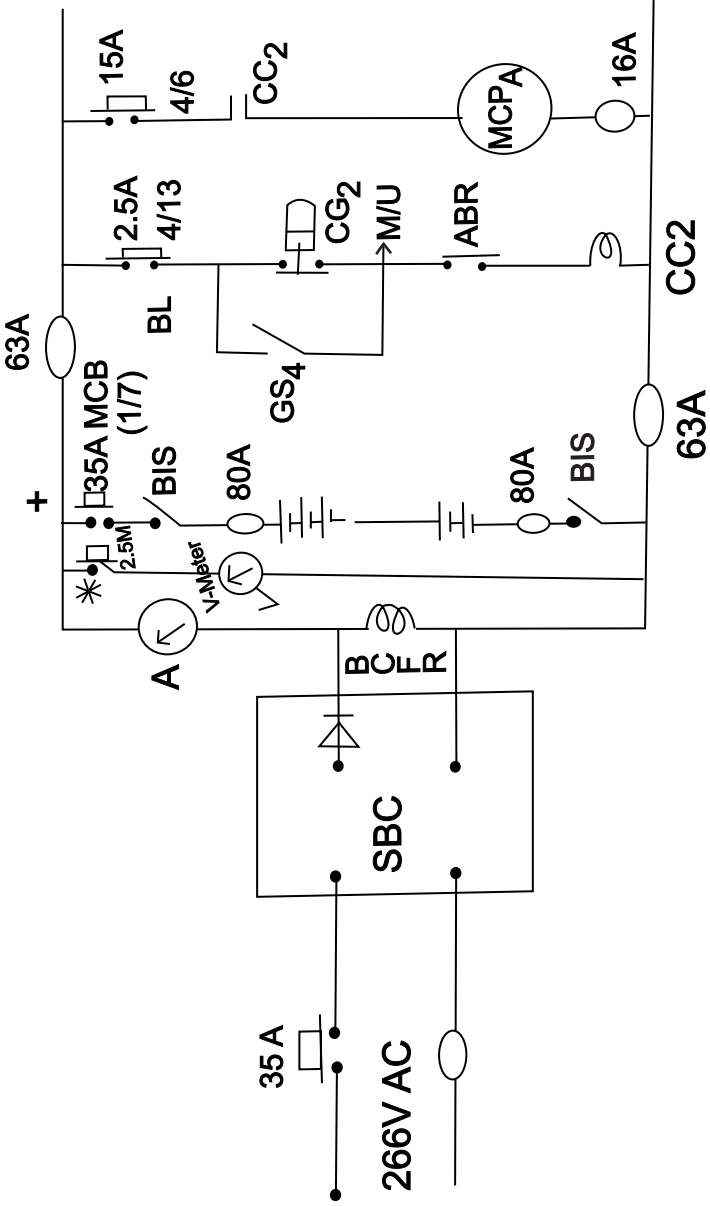 266V AC
35 A
SBC
BCFR
A
V-Meter
2.5M
+
35A MCB
(1/7)
BIS
80A
80A
BIS
63A
63A
BL
GS4
2.5A
4/13
CG2
M/U
ABR
CC2
15A
4/6
CC2
MCPA
16A